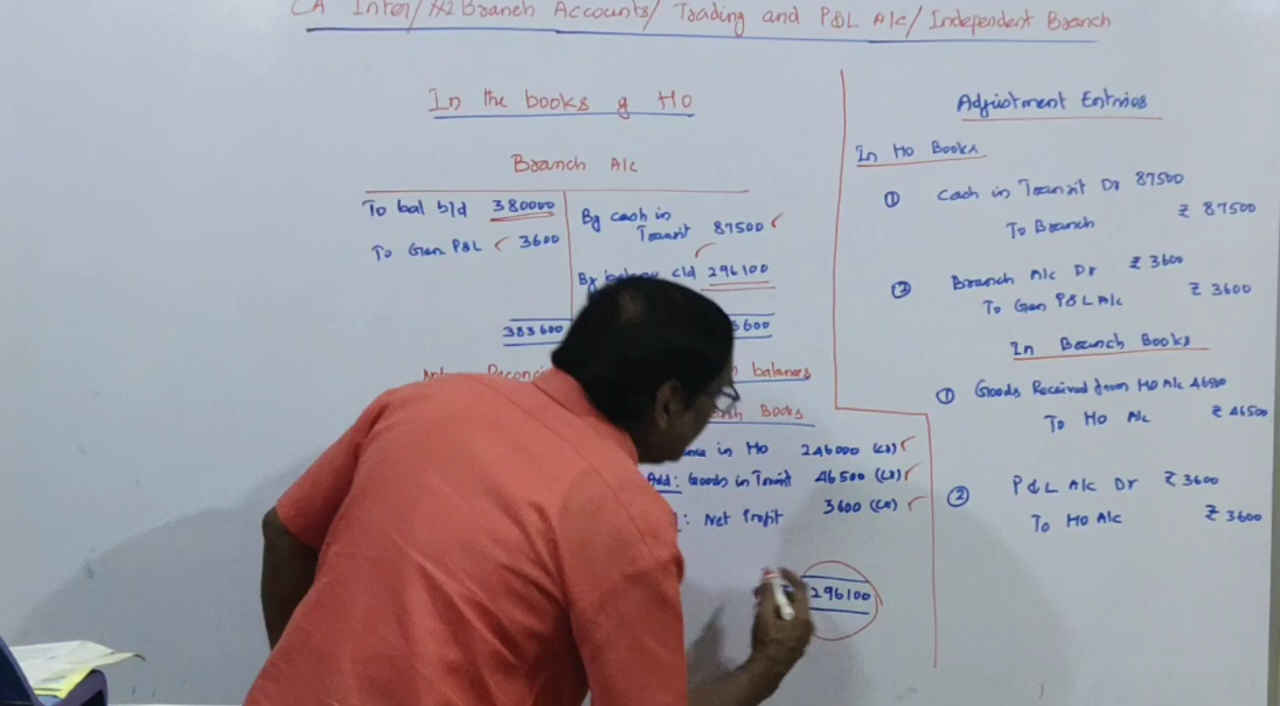 CA Inter/ A2 Branch Accounts/ Trading and P&L A/c/ Independent Branch
In the books of HO
Branch A/c
To bal b/d 380000
To Gen P&L 3600
383600
By cash in
Transit 87500
c/d 296100
600
balances
Books
in HO 246000 (Cr)
Add: Goods in Transit 46500 (Cr)
: Net Profit 3600 (Cr)
296100
Adjustment Entries
In HO Books
① Cash in Transit Dr 87500
To Branch ₹ 87500
② Branch A/c Dr ₹ 3600
To Gen P&L A/c ₹ 3600
In Branch Books
① Goods Received from HO A/c 46500
To HO A/c ₹ 46500
② P&L A/c Dr ₹ 3600
To HO A/c ₹ 3600